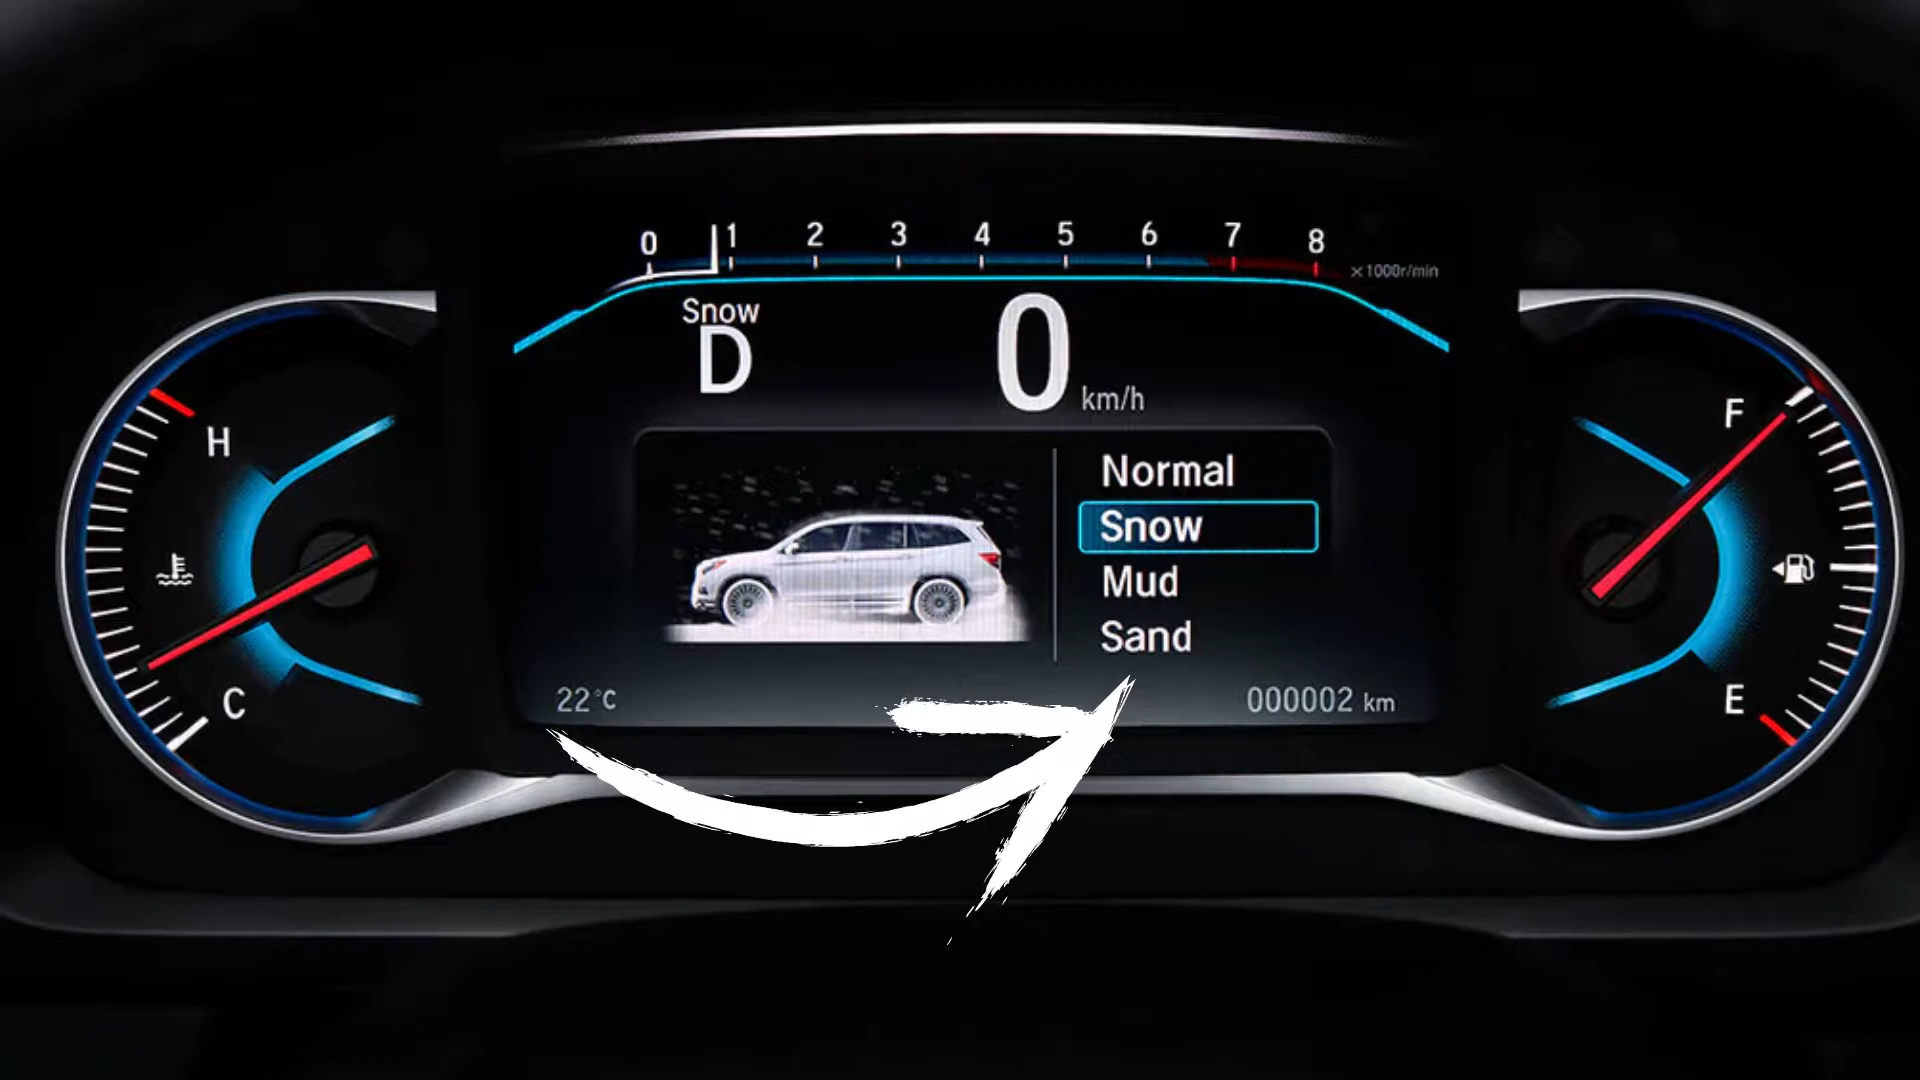 0 1 2 3 4 5 6 7 8
×1000r/min
Snow
D
0 km/h
H
C
Normal
Snow
Mud
Sand
22°C
000002 km
F
E